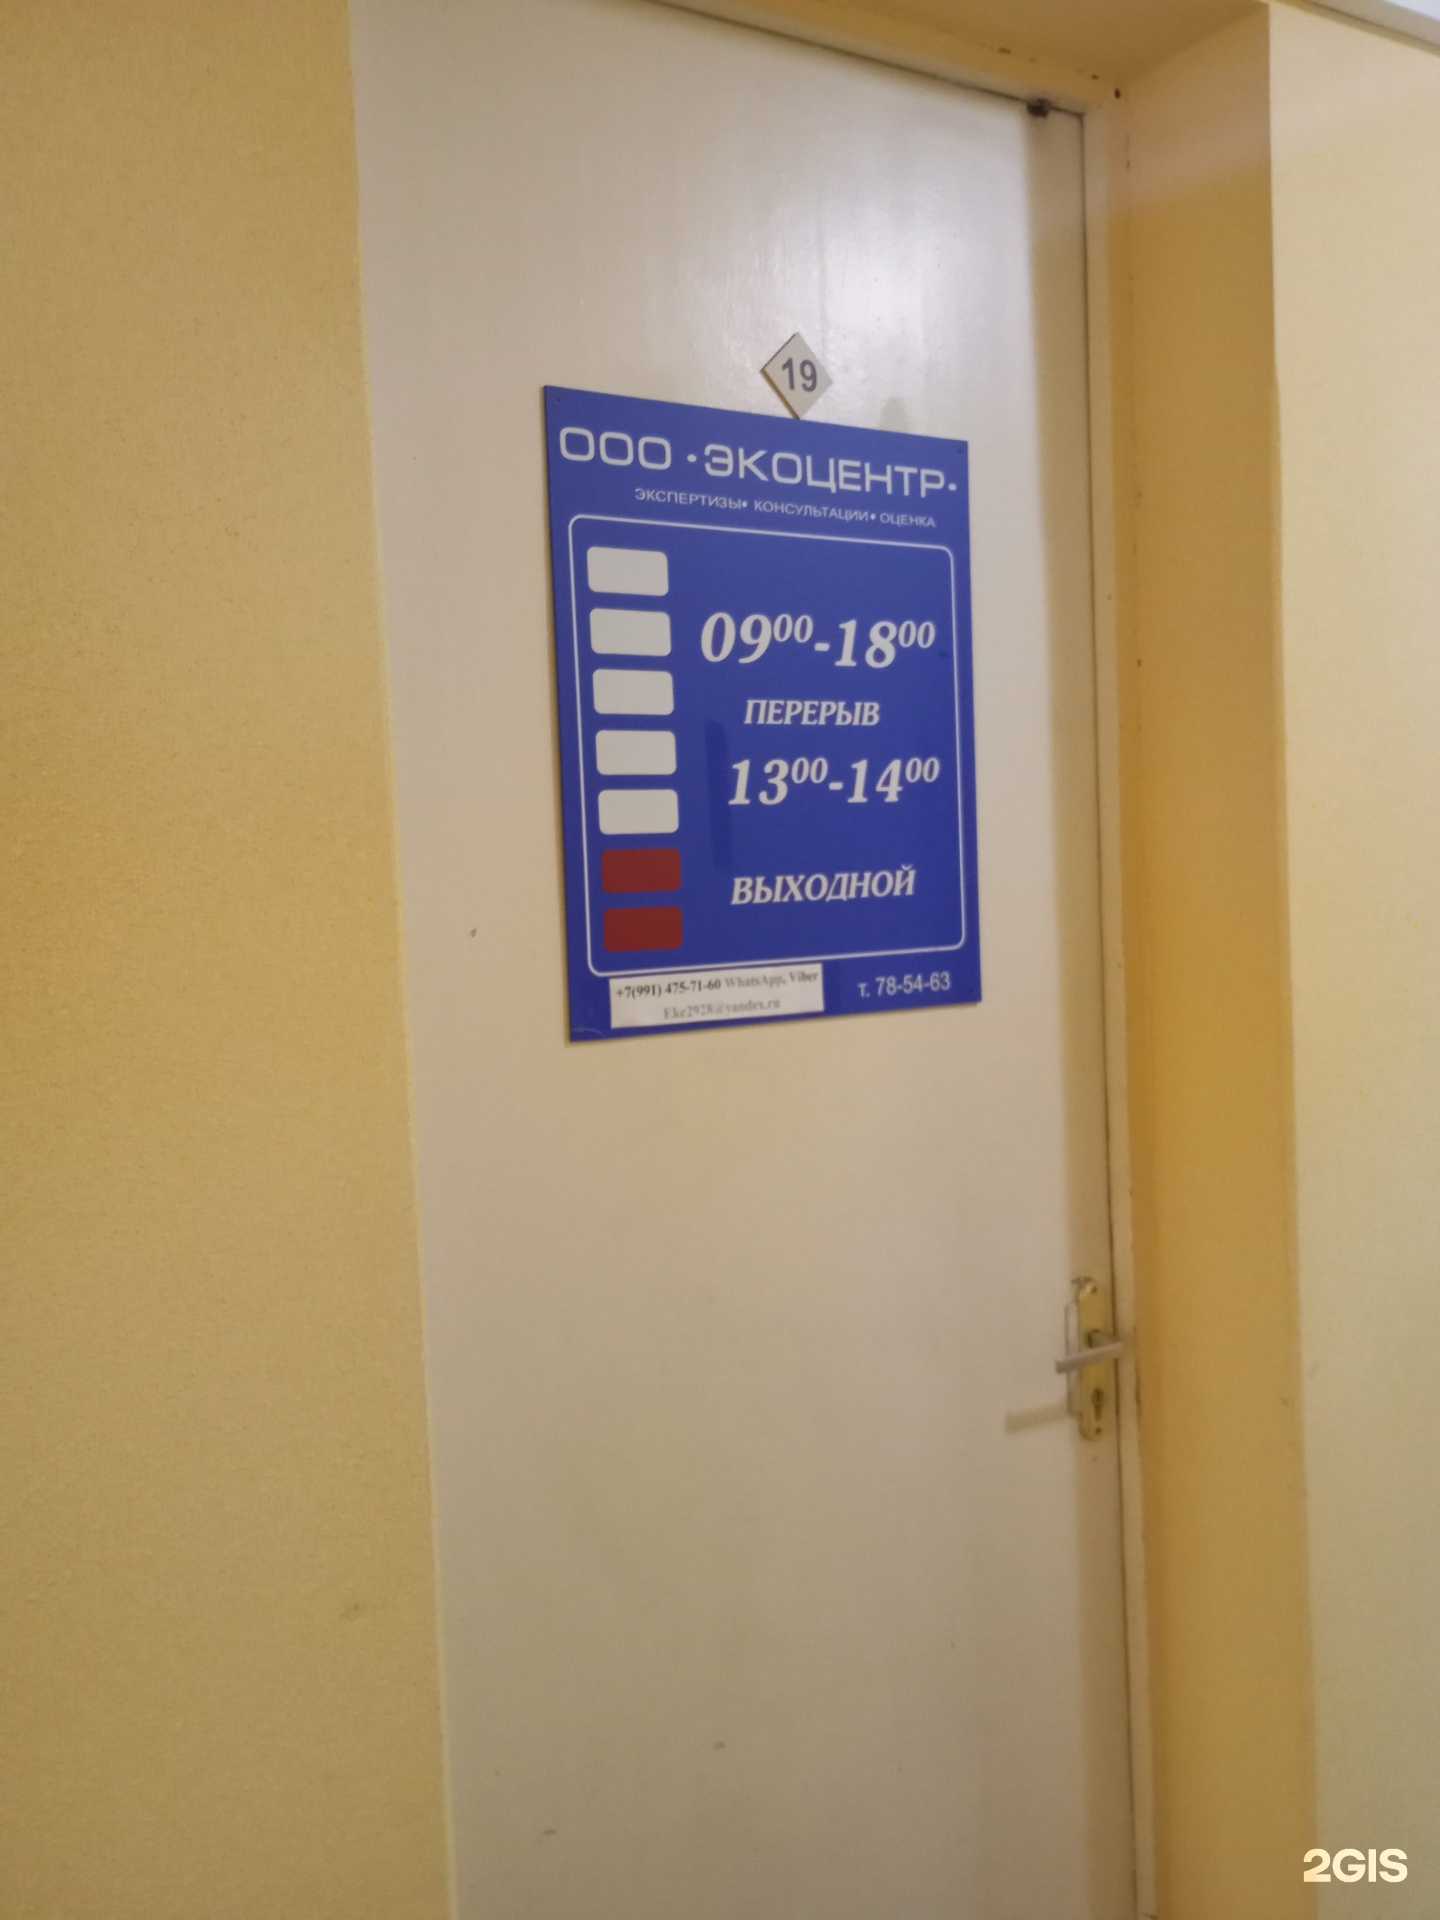 19
ООО •ЭКОЦЕНТР•
ЭКСПЕРТИЗЫ• КОНСУЛЬТАЦИИ• ОЦЕНКА
09⁰⁰-18⁰⁰
ПЕРЕРЫВ
13⁰⁰-14⁰⁰
ВЫХОДНОЙ
+7(991) 475-71-60 WhatsApp, Viber
т. 78-54-63
2GIS